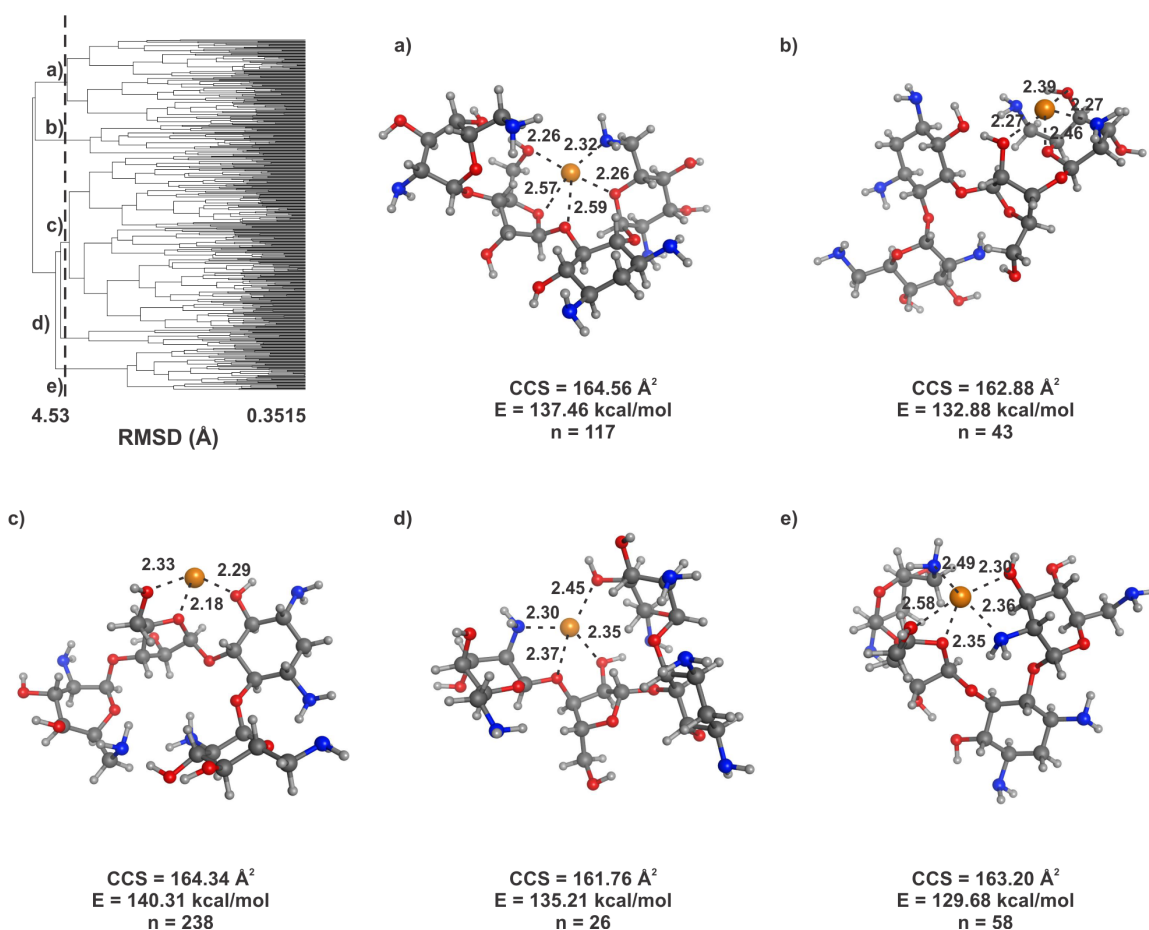 a)
b)
c)
d)
e)
4.53
0.3515
RMSD (Å)
a)
2.26
2.32
2.26
2.57
2.59
CCS = 164.56 Å²
E = 137.46 kcal/mol
n = 117
b)
2.39
2.27
2.27
2.46
CCS = 162.88 Å²
E = 132.88 kcal/mol
n = 43
c)
2.33
2.29
2.18
CCS = 164.34 Å²
E = 140.31 kcal/mol
n = 238
d)
2.45
2.30
2.35
2.37
CCS = 161.76 Å²
E = 135.21 kcal/mol
n = 26
e)
2.49
2.30
2.58
2.36
2.35
CCS = 163.20 Å²
E = 129.68 kcal/mol
n = 58